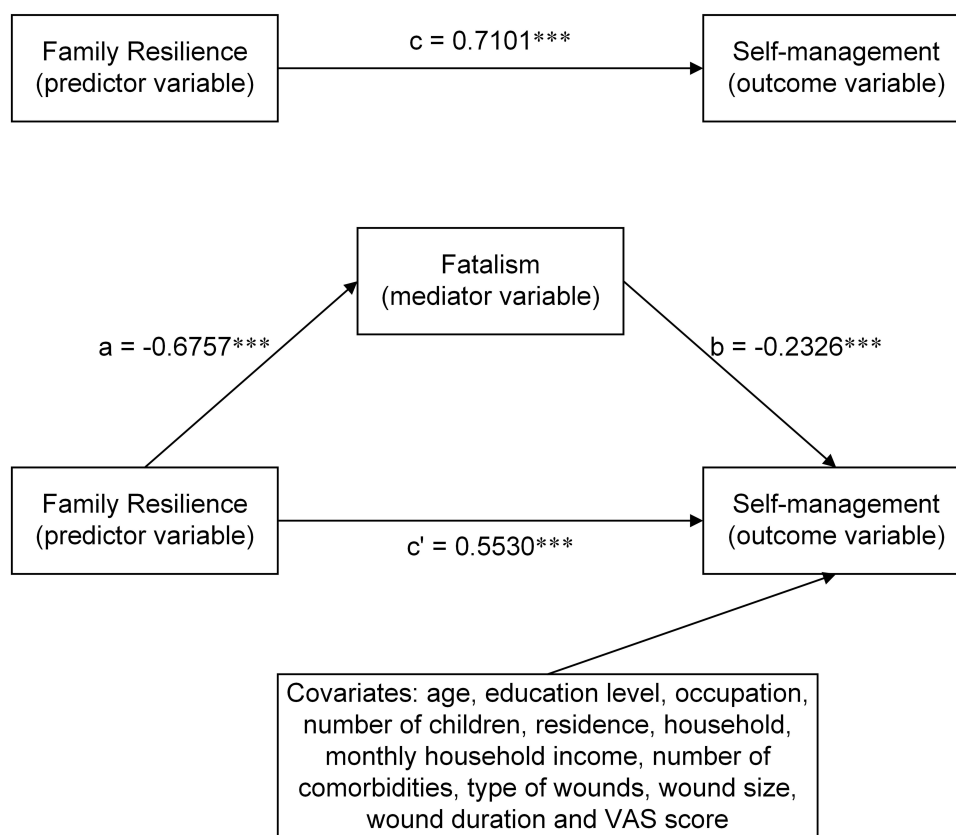 Family Resilience
(predictor variable)
c = 0.7101***
Self-management
(outcome variable)
Fatalism
(mediator variable)
a = -0.6757***
b = -0.2326***
Family Resilience
(predictor variable)
c' = 0.5530***
Self-management
(outcome variable)
Covariates: age, education level, occupation,
number of children, residence, household,
monthly household income, number of
comorbidities, type of wounds, wound size,
wound duration and VAS score